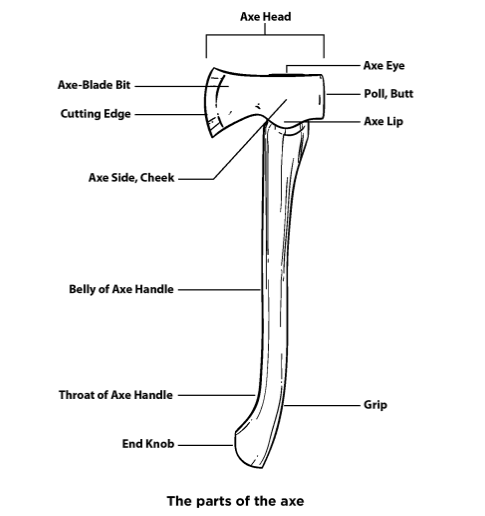 Axe Head
Axe Eye
Axe-Blade Bit
Poll, Butt
Cutting Edge
Axe Lip
Axe Side, Cheek
Belly of Axe Handle
Throat of Axe Handle
Grip
End Knob
The parts of the axe